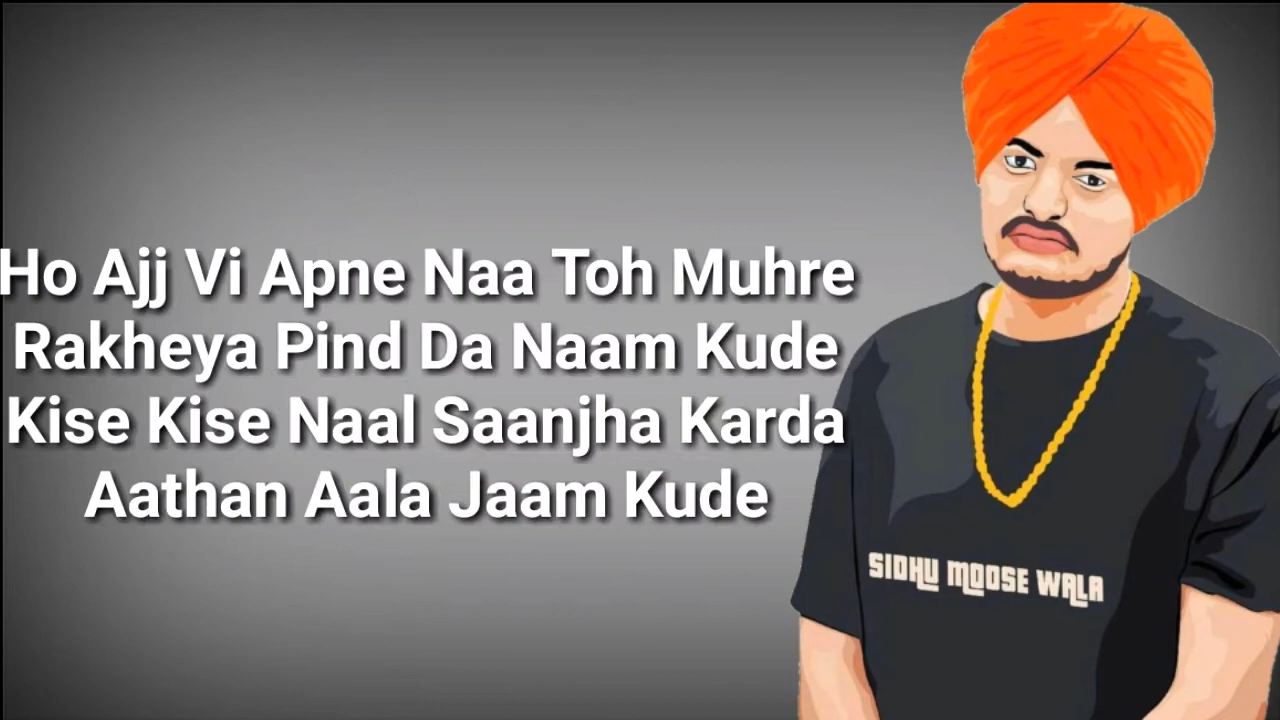 Ho Ajj Vi Apne Naa Toh Muhre
Rakheya Pind Da Naam Kude
Kise Kise Naal Saanjha Karda
Aathan Aala Jaam Kude
SIDHU MOOSE WALA